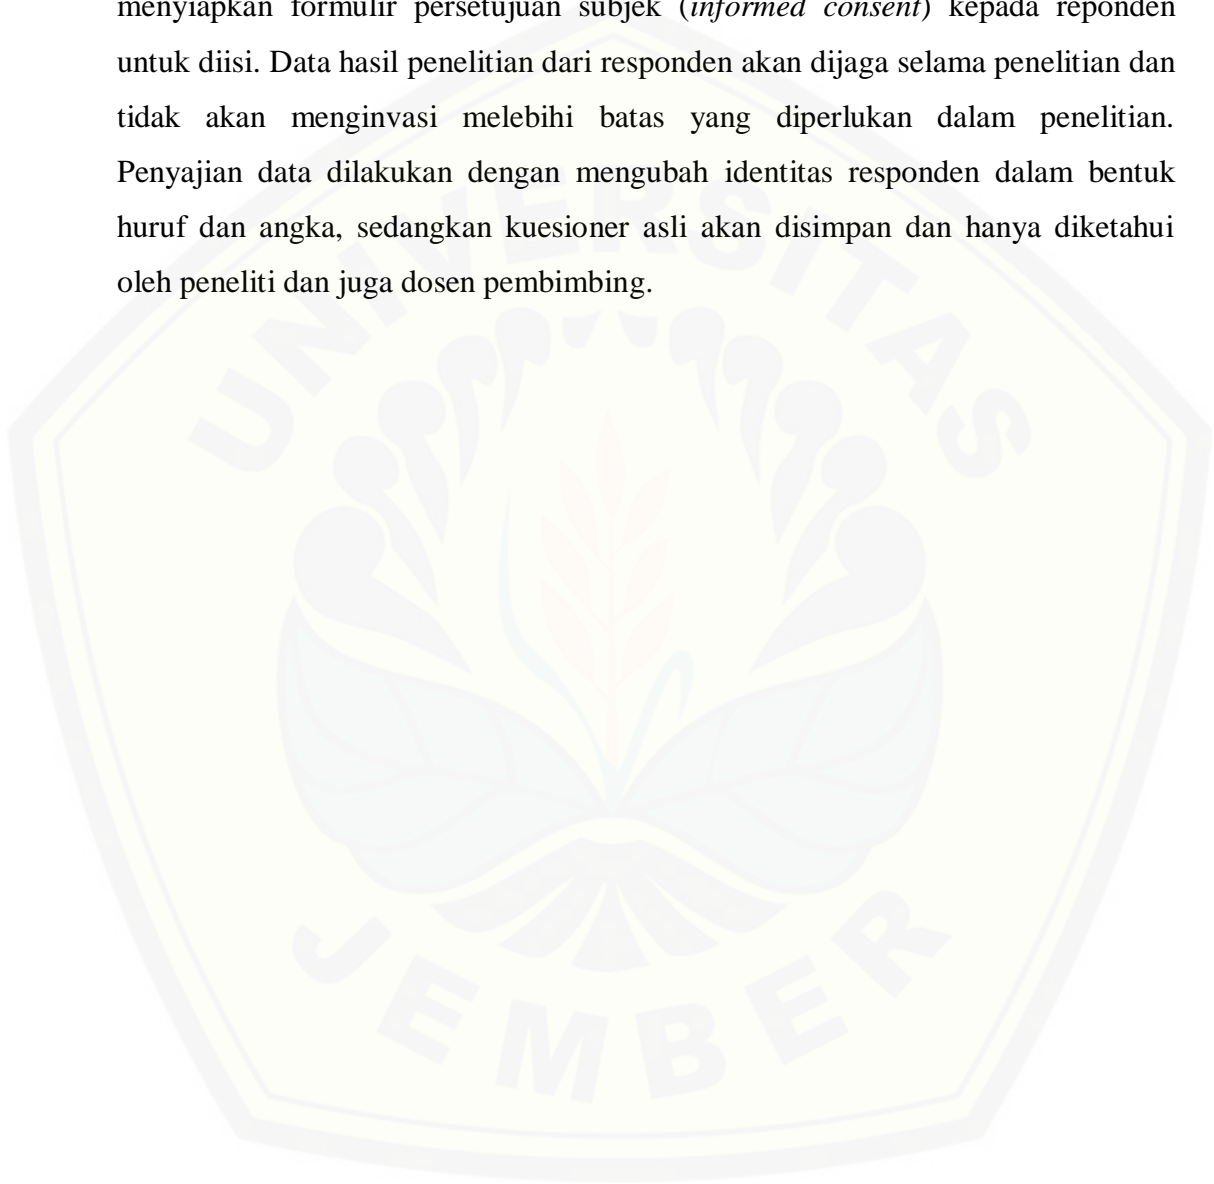 menyiapkan formulir persetujuan subjek (informed consent) kepada reponden
untuk diisi. Data hasil penelitian dari responden akan dijaga selama penelitian dan
tidak akan menginvasi melebihi batas yang diperlukan dalam penelitian.
Penyajian data dilakukan dengan mengubah identitas responden dalam bentuk
huruf dan angka, sedangkan kuesioner asli akan disimpan dan hanya diketahui
oleh peneliti dan juga dosen pembimbing.
UNIVERSITAS
JEMBER